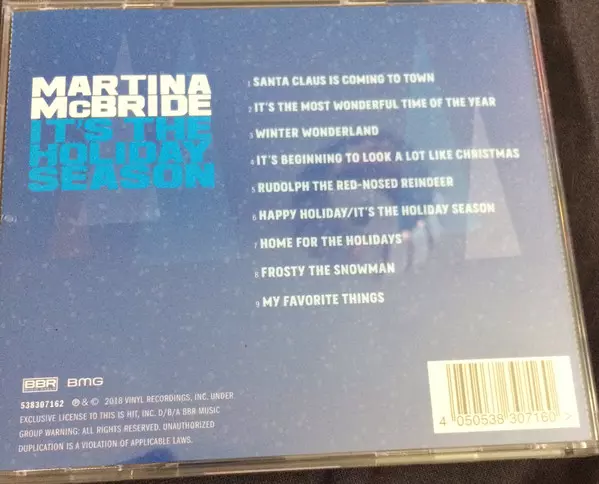 MARTINA
McBRIDE
IT'S THE
HOLIDAY
SEASON
1 SANTA CLAUS IS COMING TO TOWN
2 IT'S THE MOST WONDERFUL TIME OF THE YEAR
3 WINTER WONDERLAND
4 IT'S BEGINNING TO LOOK A LOT LIKE CHRISTMAS
5 RUDOLPH THE RED-NOSED REINDEER
6 HAPPY HOLIDAY/IT'S THE HOLIDAY SEASON
7 HOME FOR THE HOLIDAYS
8 FROSTY THE SNOWMAN
9 MY FAVORITE THINGS
BBR BMG
538307162 ℗ & © 2018 VINYL RECORDINGS, INC. UNDER
EXCLUSIVE LICENSE TO THIS IS HIT, INC. D/B/A BBR MUSIC
GROUP WARNING: ALL RIGHTS RESERVED. UNAUTHORIZED
DUPLICATION IS A VIOLATION OF APPLICABLE LAWS.
4 050538 307160 >